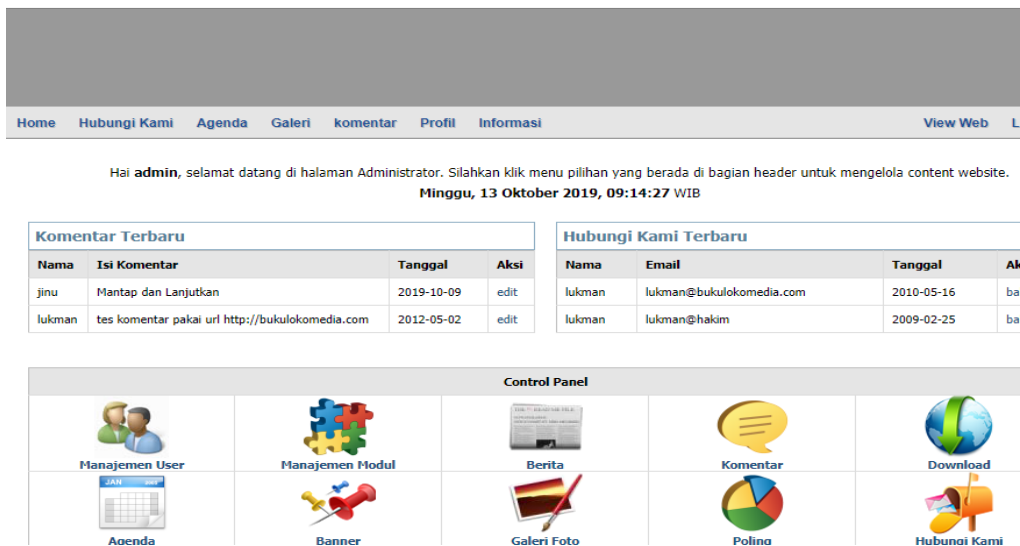 Home Hubungi Kami Agenda Galeri komentar Profil Informasi View Web L
Hai admin, selamat datang di halaman Administrator. Silahkan klik menu pilihan yang berada di bagian header untuk mengelola content website.
Minggu, 13 Oktober 2019, 09:14:27 WIB
Komentar Terbaru
Nama Isi Komentar Tanggal Aksi
jinu Mantap dan Lanjutkan 2019-10-09 edit
lukman tes komentar pakai url http://bukulokomedia.com 2012-05-02 edit
Hubungi Kami Terbaru
Nama Email Tanggal Ak
lukman lukman@bukulokomedia.com 2010-05-16 ba
lukman lukman@hakim 2009-02-25 ba
Control Panel
Manajemen User Manajemen Modul Berita Komentar Download
JAN
Agenda Banner Galeri Foto Poling Hubungi Kami